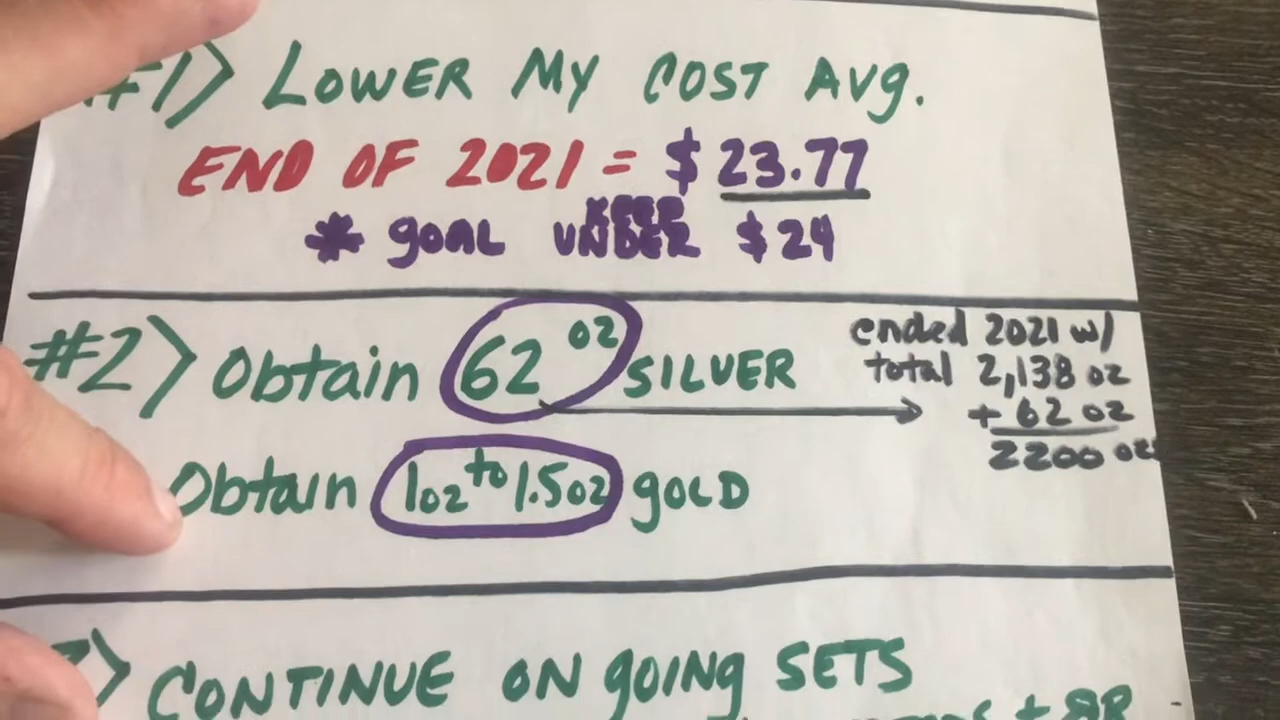 #1) LOWER MY COST AVg.
END OF 2021 = $23.77
KEEP
* gOAL UNDER $24
#2) Obtain 62 oz SILVER
ended 2021 w/
total 2,138 oz
+ 62 oz
2200 ozs
Obtain 1oz to 1.5oz gOLD
) CONTINUE ON gOING SETS
+ RR